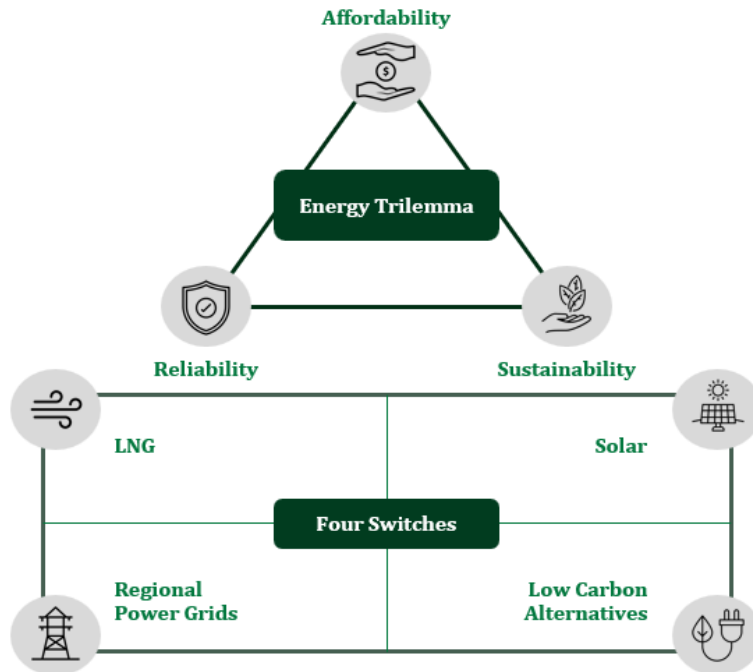 Affordability
$
Energy Trilemma
Reliability
Sustainability
LNG
Solar
Four Switches
Regional
Power Grids
Low Carbon
Alternatives